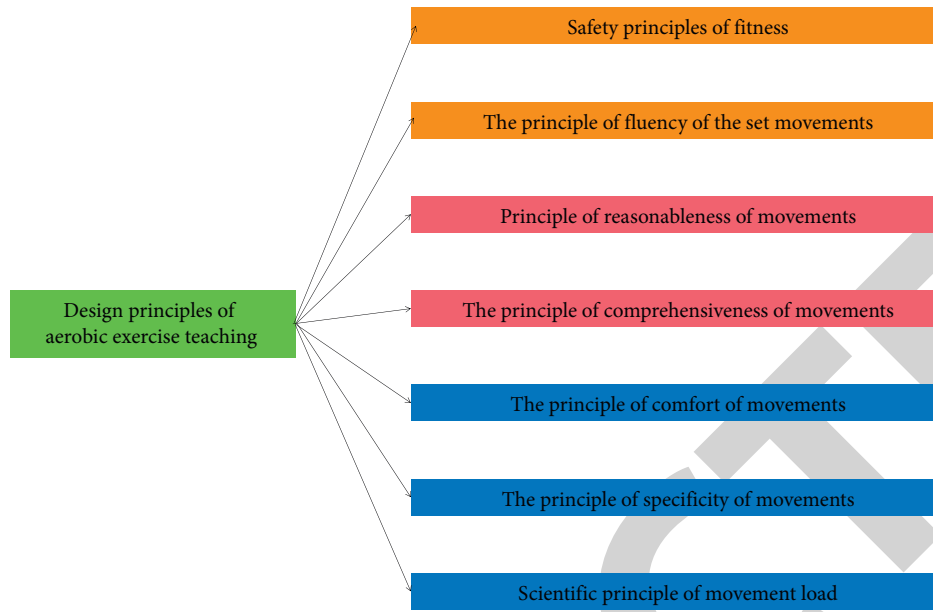 Safety principles of fitness
The principle of fluency of the set movements
Principle of reasonableness of movements
Design principles of
aerobic exercise teaching
The principle of comprehensiveness of movements
The principle of comfort of movements
The principle of specificity of movements
Scientific principle of movement load